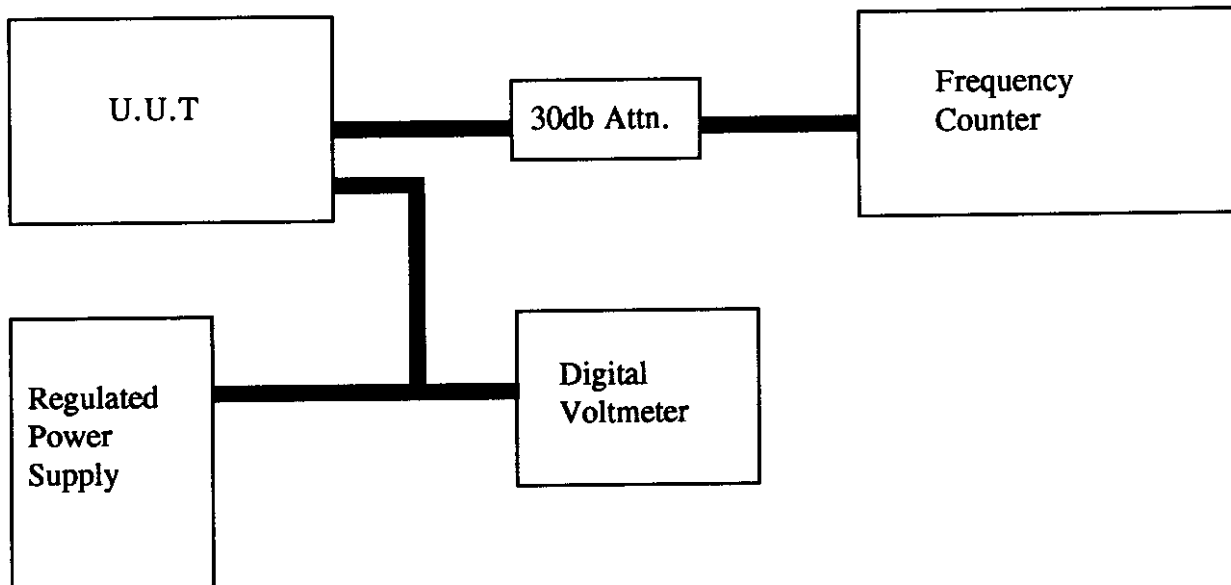 U.U.T
30db Attn.
Frequency
Counter
Regulated
Power
Supply
Digital
Voltmeter